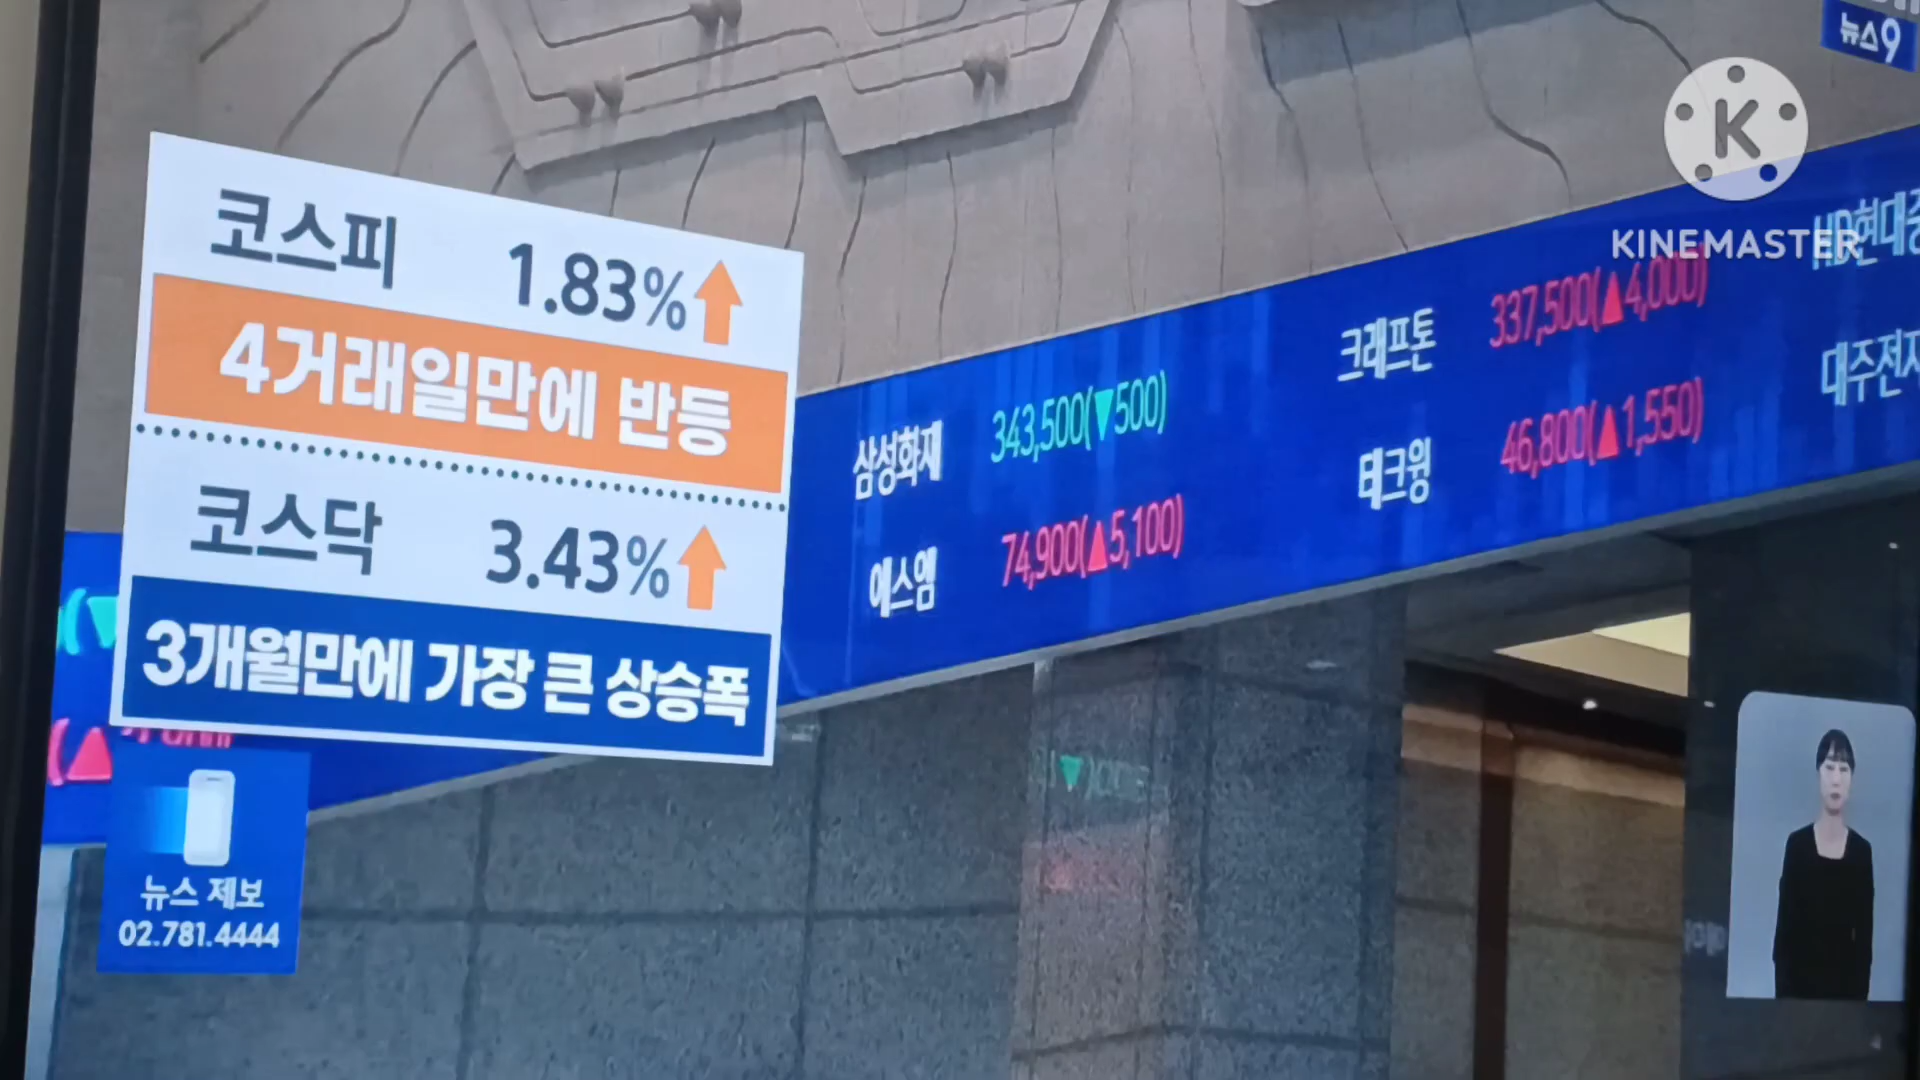 뉴스9
KINEMASTER
코스피 1.83%
4거래일만에 반등
코스닥 3.43%
3개월만에 가장 큰 상승폭
삼성화재 343,500(▼500)
에스엠 74,900(▲5,100)
크래프톤 337,500(▲4,000)
테크윙 46,800(▲1,550)
HD현대중
대주전자
뉴스 제보
02.781.4444